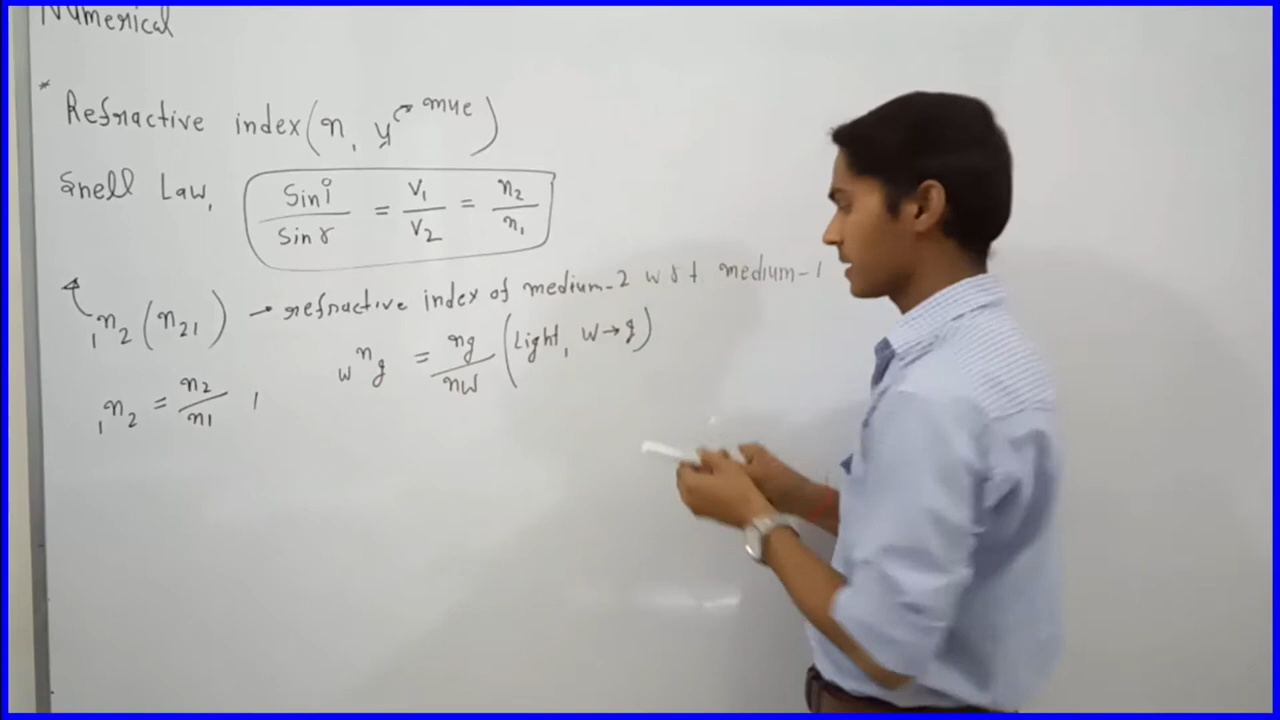 Numerical
* Refractive index (n, μ → mue)
Snell Law, Sin i / Sin r = V₁ / V₂ = n₂ / n₁
₁n₂ (n₂₁) → refractive index of medium-2 w r t medium-1
wng = ng / nw (Light, w → g)
₁n₂ = n₂ / n₁ ,